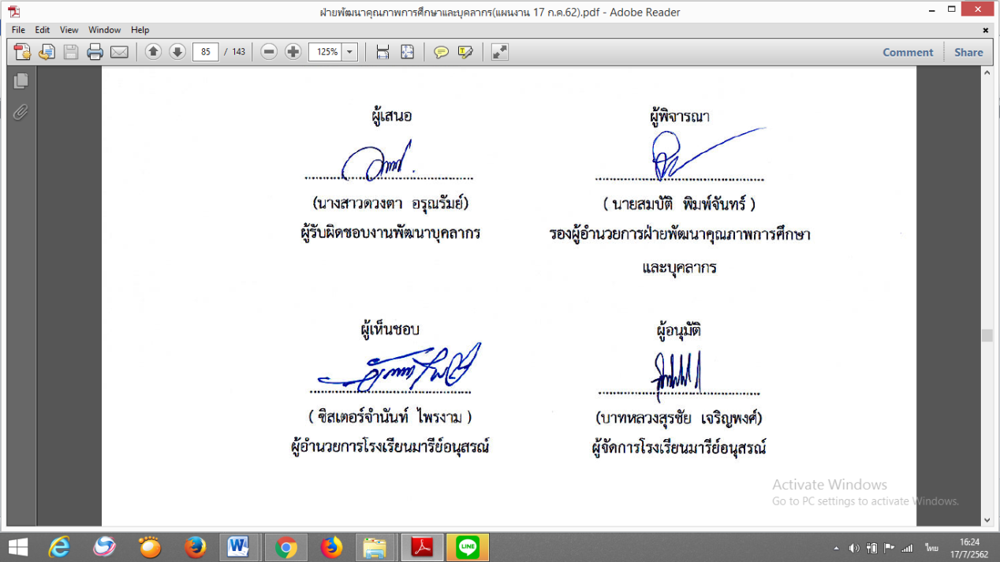 ฝ่ายพัฒนาคุณภาพการศึกษาและบุคลากร(แผนงาน 17 ก.ค.62).pdf - Adobe Reader
File Edit View Window Help
85 / 143 125% Comment Share
ผู้เสนอ
(นางสาวดวงตา อรุณรัมย์)
ผู้รับผิดชอบงานพัฒนาบุคลากร
ผู้พิจารณา
( นายสมบัติ พิมพ์จันทร์ )
รองผู้อำนวยการฝ่ายพัฒนาคุณภาพการศึกษา
และบุคลากร
ผู้เห็นชอบ
( ซิสเตอร์จำนันท์ ไพรงาม )
ผู้อำนวยการโรงเรียนมารีย์อนุสรณ์
ผู้อนุมัติ
(บาทหลวงสุรชัย เจริญพงศ์)
ผู้จัดการโรงเรียนมารีย์อนุสรณ์
Activate Windows
Go to PC settings to activate Windows.
LINE
ไทย
16:24
17/7/2562